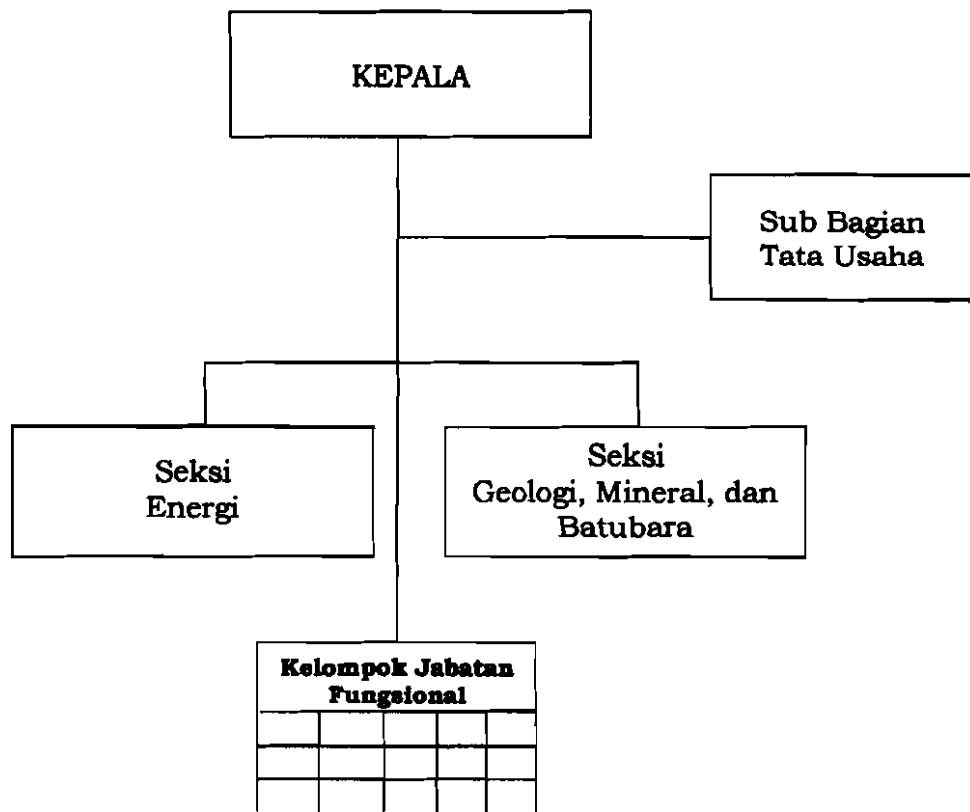 KEPALA
Sub Bagian
Tata Usaha
Seksi
Energi
Seksi
Geologi, Mineral, dan
Batubara
Kelompok Jabatan
Fungsional